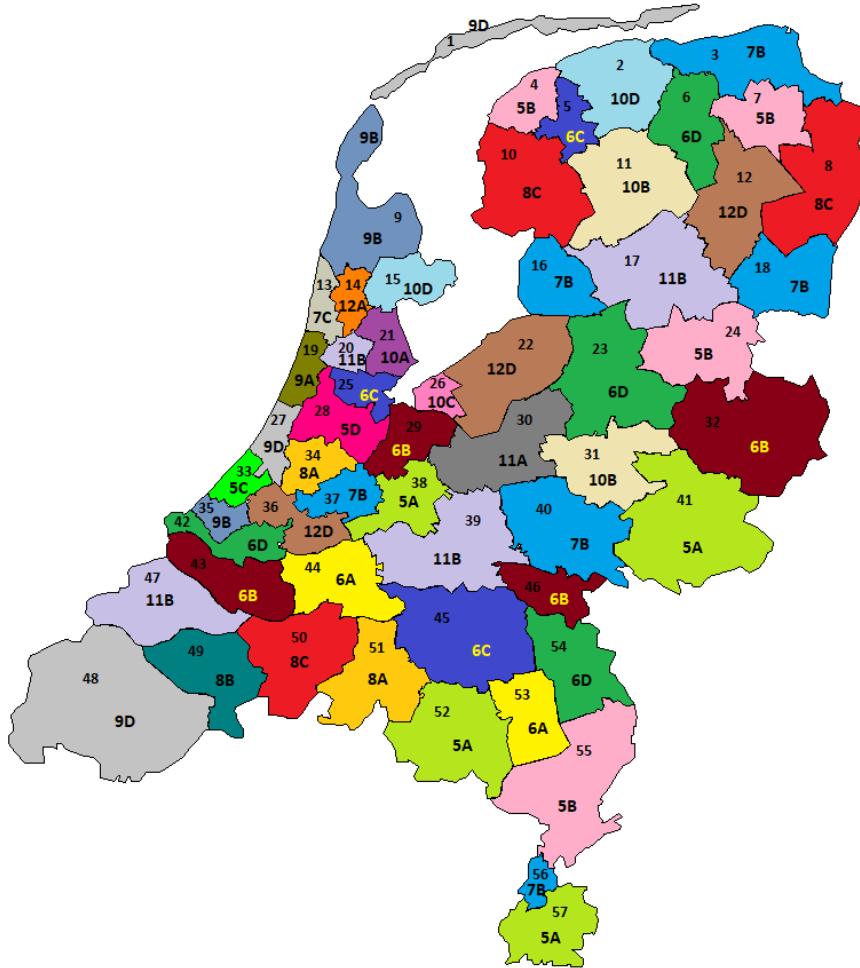 9D
1
2
10D
3
7B
4
5B
5
6C
6
6D
7
5B
8
8C
9B
9
9B
10
8C
11
10B
12
12D
13
7C
14
12A
15
10D
16
7B
17
11B
18
7B
19
9A
20
11B
21
10A
22
12D
23
6D
24
5B
25
6C
26
10C
27
9D
28
5D
29
6B
30
11A
31
10B
32
6B
33
5C
34
8A
35
9B
36
12D
37
7B
38
5A
39
11B
40
7B
41
5A
42
6D
43
6B
44
6A
45
6C
46
6B
47
11B
48
9D
49
8B
50
8C
51
8A
52
5A
53
6A
54
6D
55
5B
56
7B
57
5A